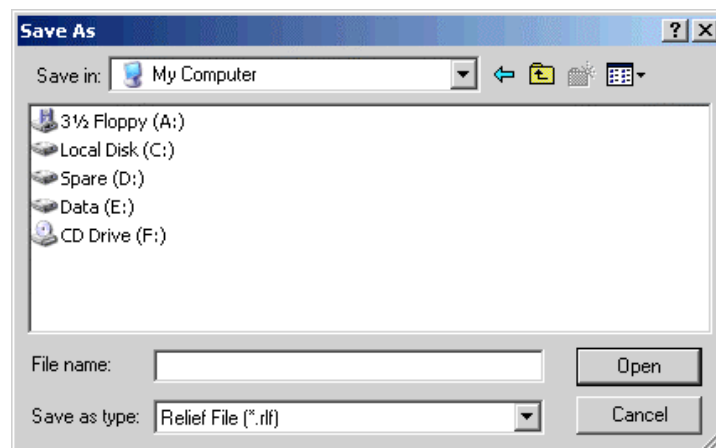 Save As
Save in: My Computer
3½ Floppy (A:)
Local Disk (C:)
Spare (D:)
Data (E:)
CD Drive (F:)
File name: Open
Save as type: Relief File (*.rlf) Cancel